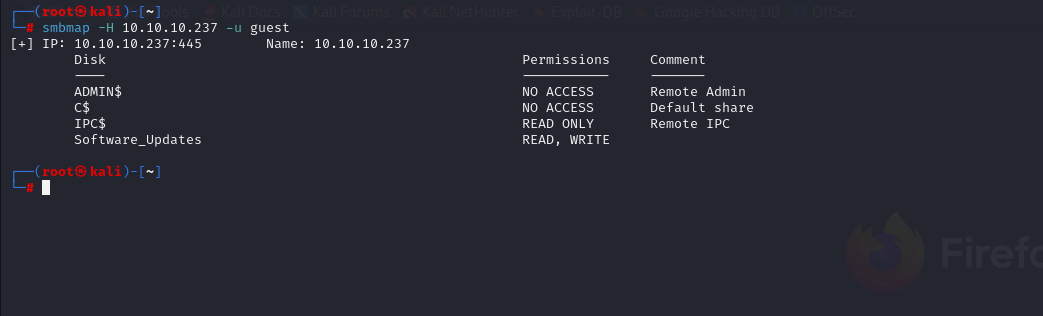 Tools Kali Docs Kali Forums Kali NetHunter Exploit-DB Google Hacking DB OffSec
┌──(root㉿kali)-[~]
└─# smbmap -H 10.10.10.237 -u guest
[+] IP: 10.10.10.237:445 Name: 10.10.10.237
Disk Permissions Comment
---- ----------- -------
ADMIN$ NO ACCESS Remote Admin
C$ NO ACCESS Default share
IPC$ READ ONLY Remote IPC
Software_Updates READ, WRITE
┌──(root㉿kali)-[~]
└─#